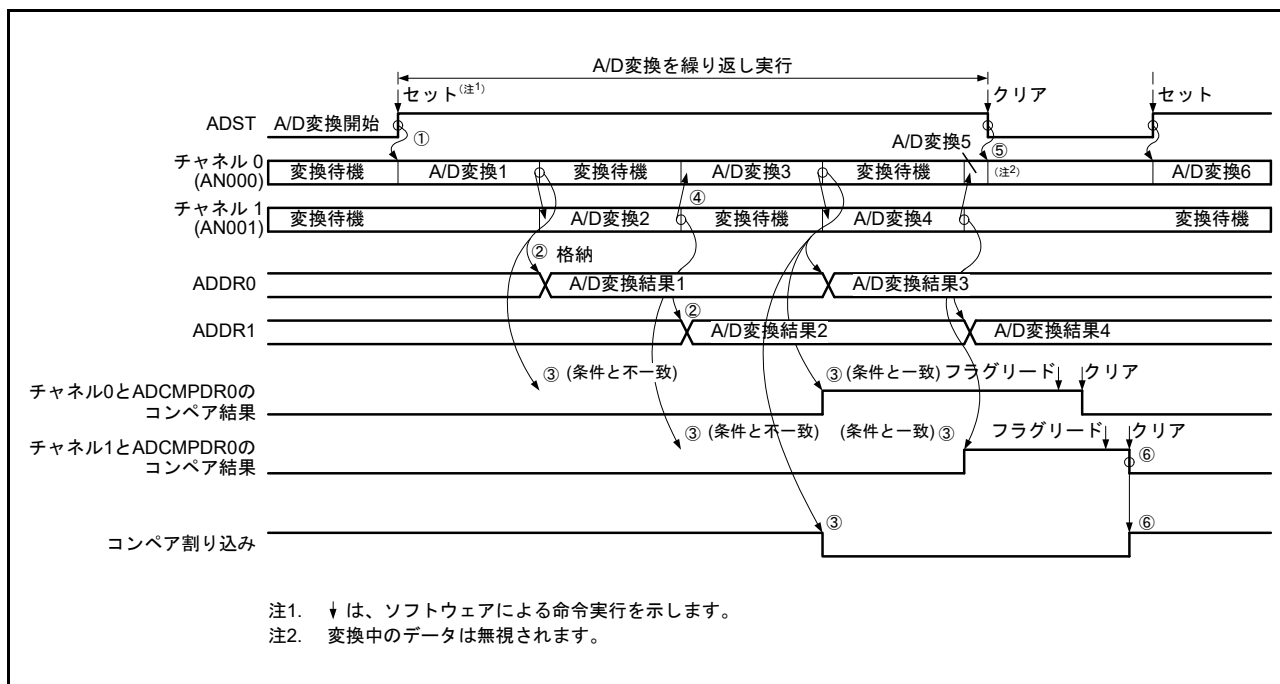 A/D変換を繰り返し実行
セット(注1)
クリア
セット
ADST
A/D変換開始
①
A/D変換5
⑤
チャネル 0
(AN000)
変換待機
A/D変換1
変換待機
A/D変換3
変換待機
(注2)
A/D変換6
④
チャネル 1
(AN001)
変換待機
A/D変換2
変換待機
A/D変換4
変換待機
② 格納
ADDR0
A/D変換結果1
A/D変換結果3
②
ADDR1
A/D変換結果2
A/D変換結果4
③ (条件と不一致)
③ (条件と一致)
フラグリード
クリア
チャネル0とADCMPDR0の
コンペア結果
③ (条件と不一致)
(条件と一致) ③
フラグリード
クリア
チャネル1とADCMPDR0の
コンペア結果
⑥
③
⑥
コンペア割り込み
注1. ↓ は、ソフトウェアによる命令実行を示します。
注2. 変換中のデータは無視されます。